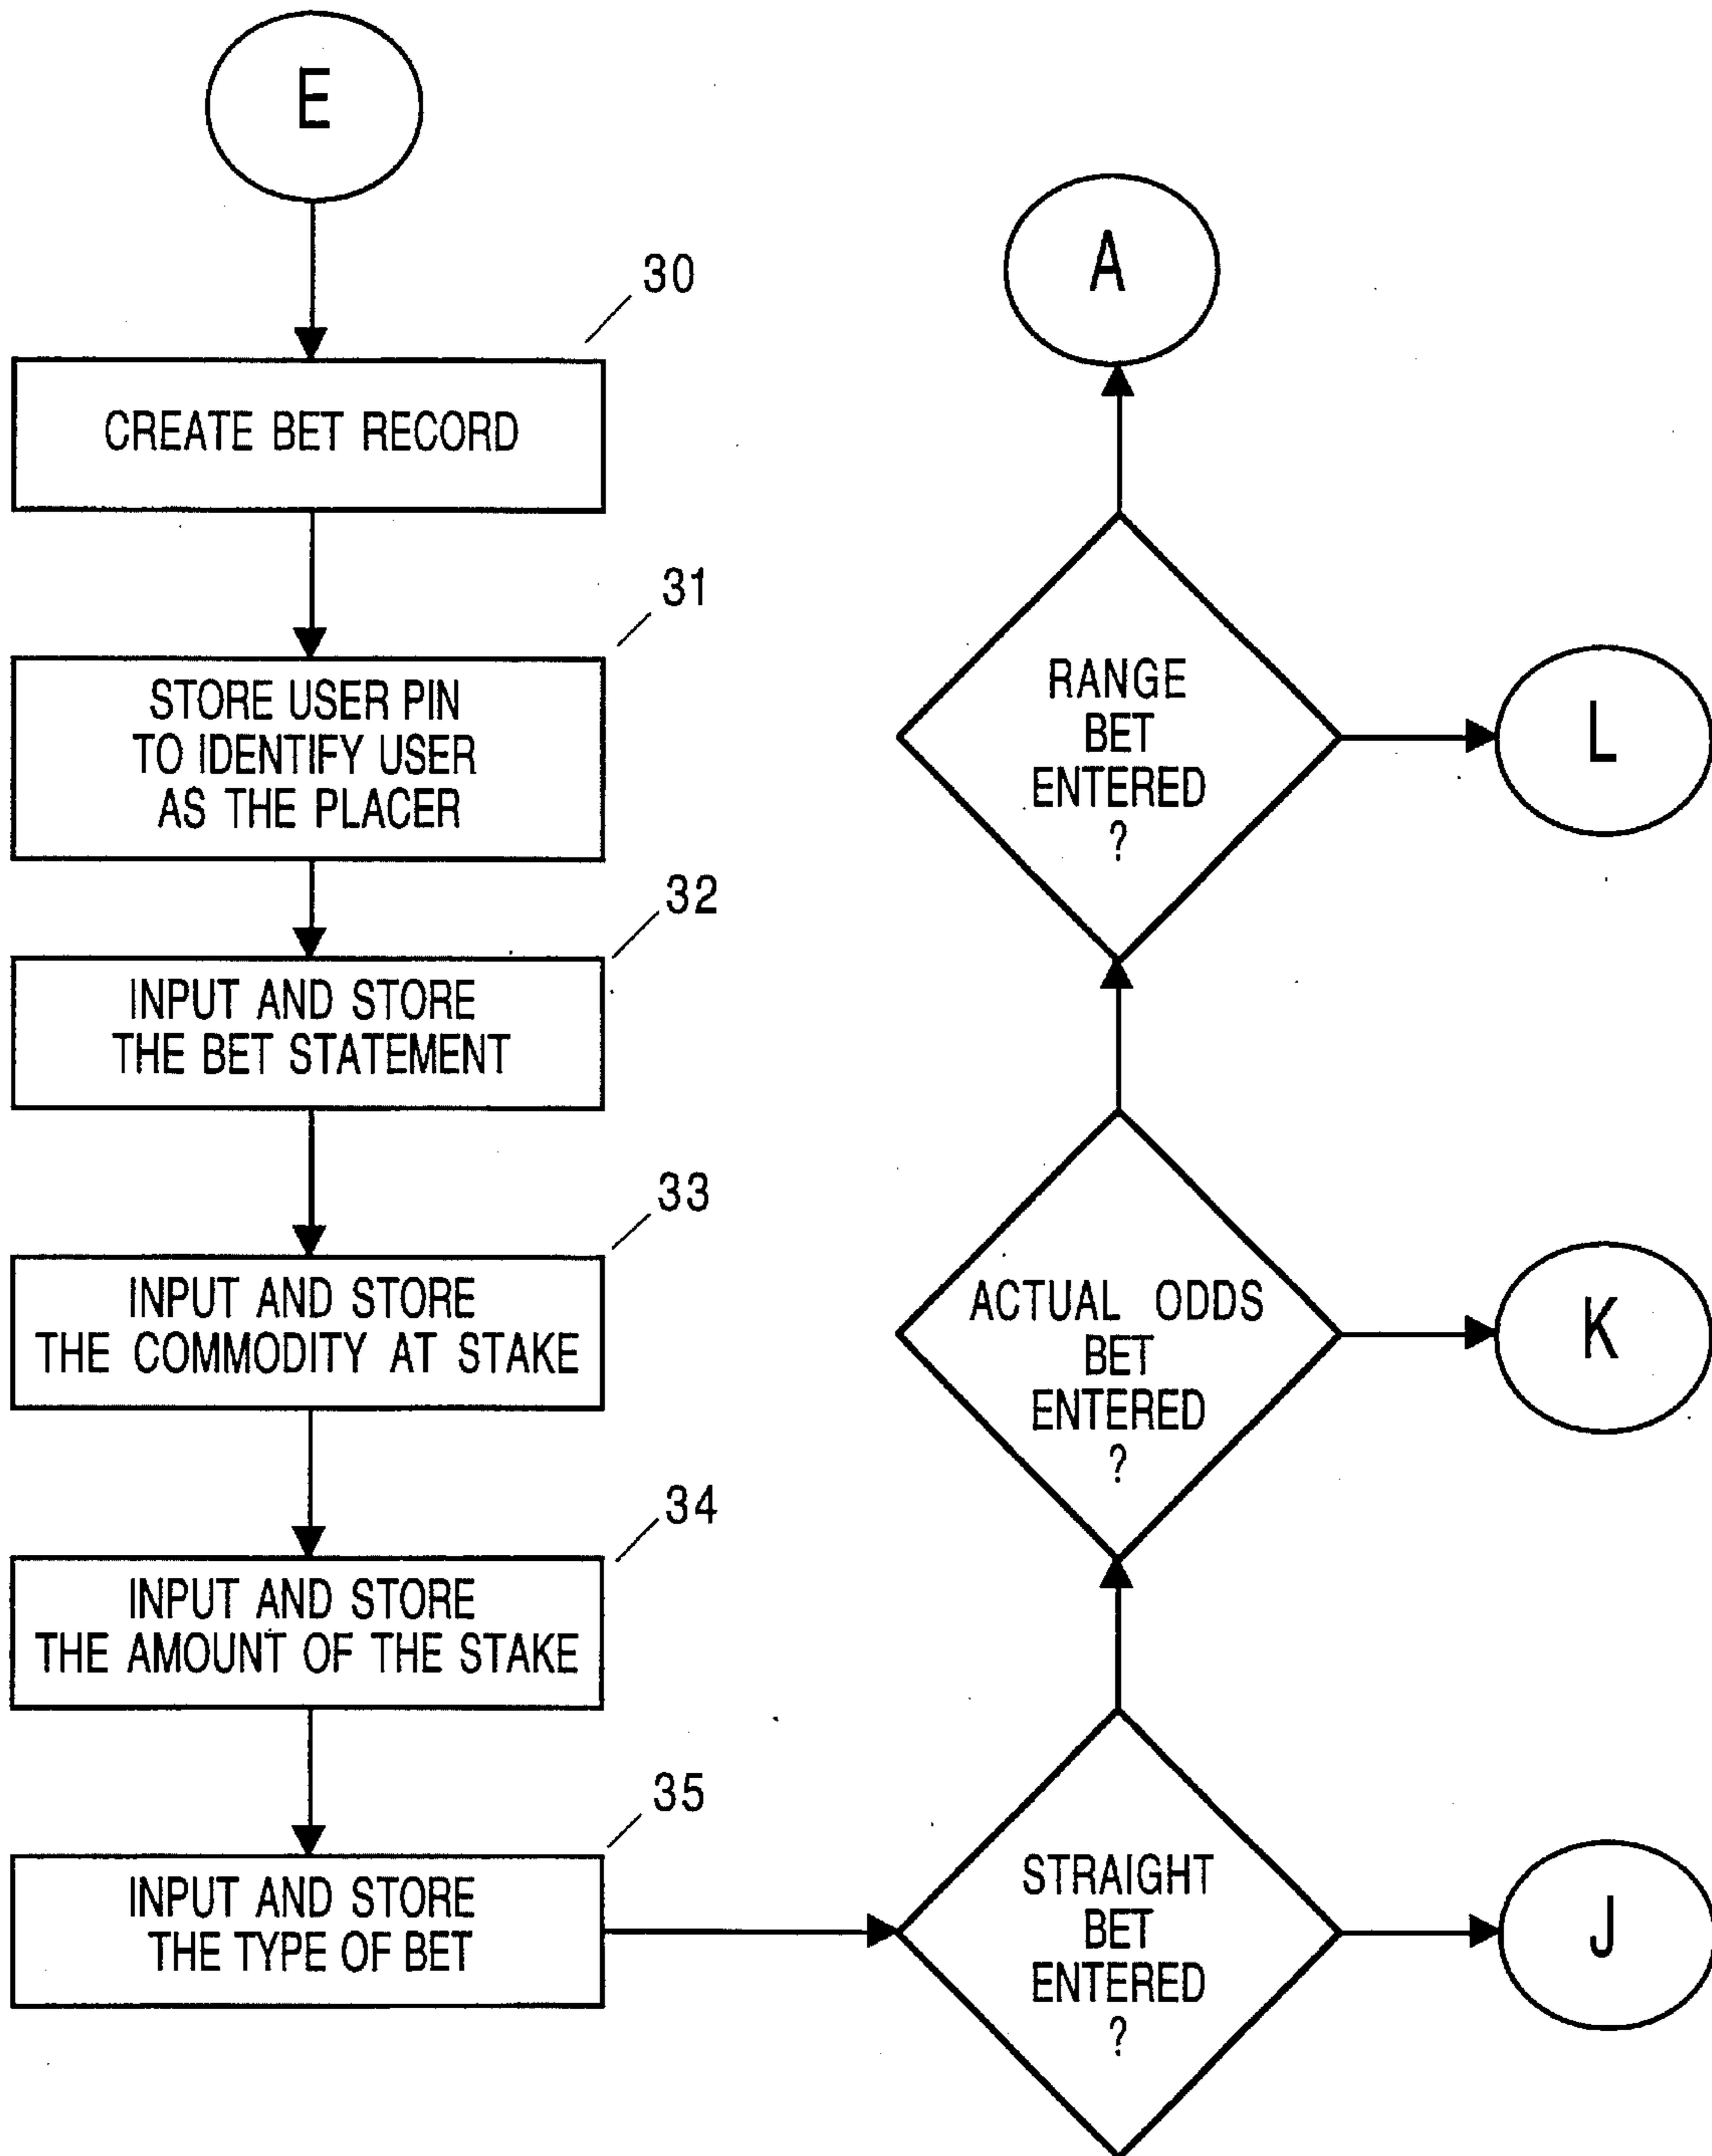 E
30
CREATE BET RECORD
31
STORE USER PIN
TO IDENTIFY USER
AS THE PLACER
32
INPUT AND STORE
THE BET STATEMENT
33
INPUT AND STORE
THE COMMODITY AT STAKE
34
INPUT AND STORE
THE AMOUNT OF THE STAKE
35
INPUT AND STORE
THE TYPE OF BET
STRAIGHT
BET
ENTERED
?
J
ACTUAL ODDS
BET
ENTERED
?
K
RANGE
BET
ENTERED
?
L
A